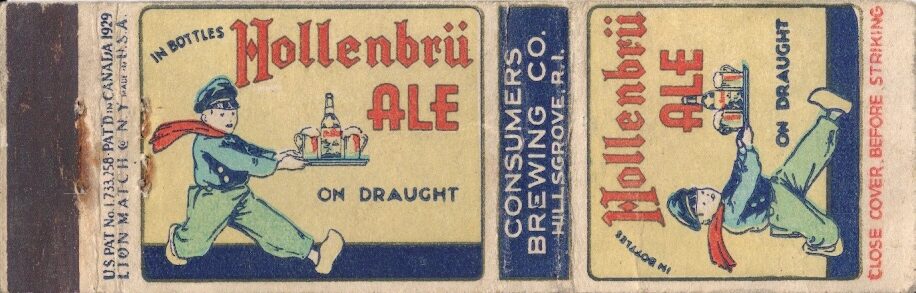 U.S. PAT No. 1,733,258 · PAT'D IN CANADA 1929
LION MATCH Co N.Y. MADE IN U.S.A.
IN BOTTLES
Hollenbrü
ALE
ON DRAUGHT
CONSUMERS
BREWING CO.
HILLSGROVE, R.I.
IN BOTTLES
Hollenbrü
ALE
ON DRAUGHT
CLOSE COVER BEFORE STRIKING